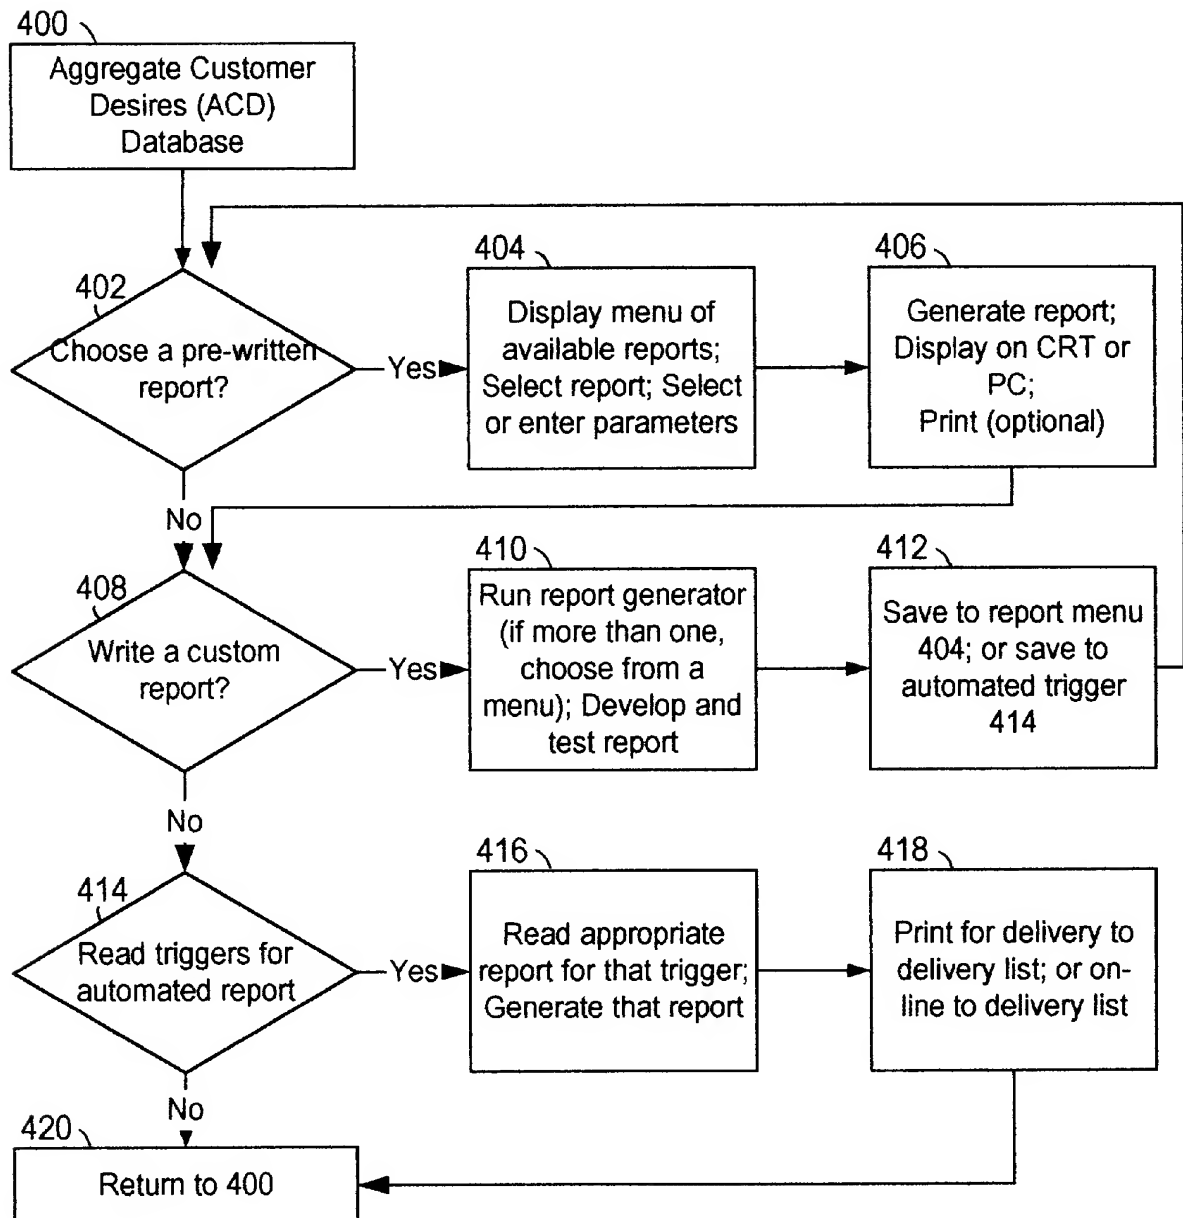 400
Aggregate Customer
Desires (ACD)
Database
402
Choose a pre-written
report?
Yes
404
Display menu of
available reports;
Select report; Select
or enter parameters
406
Generate report;
Display on CRT or
PC;
Print (optional)
No
408
Write a custom
report?
Yes
410
Run report generator
(if more than one,
choose from a
menu); Develop and
test report
412
Save to report menu
404; or save to
automated trigger
414
No
414
Read triggers for
automated report
Yes
416
Read appropriate
report for that trigger;
Generate that report
418
Print for delivery to
delivery list; or on-
line to delivery list
No
420
Return to 400